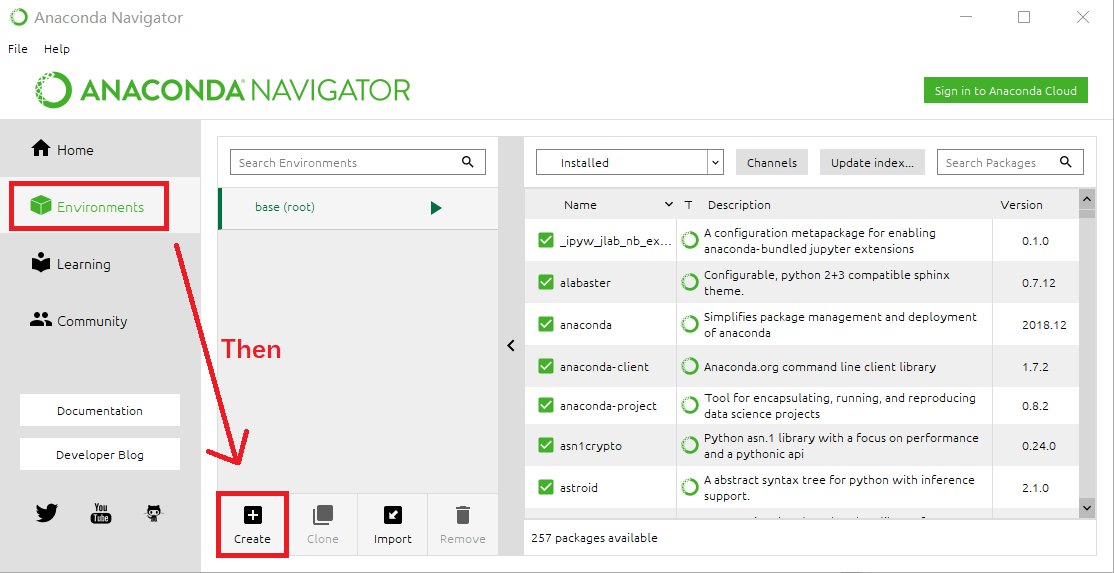 Anaconda Navigator
File Help
ANACONDA NAVIGATOR
Sign in to Anaconda Cloud
Home
Environments
Learning
Community
Documentation
Developer Blog
You
Tube
Search Environments
base (root)
Then
Create
Clone
Import
Remove
Installed
Channels
Update index...
Search Packages
Name T Description Version
_ipyw_jlab_nb_ex... A configuration metapackage for enabling
anaconda-bundled jupyter extensions 0.1.0
alabaster Configurable, python 2+3 compatible sphinx
theme. 0.7.12
anaconda Simplifies package management and deployment
of anaconda 2018.12
anaconda-client Anaconda.org command line client library 1.7.2
anaconda-project Tool for encapsulating, running, and reproducing
data science projects 0.8.2
asn1crypto Python asn.1 library with a focus on performance
and a pythonic api 0.24.0
astroid A abstract syntax tree for python with inference
support. 2.1.0
257 packages available